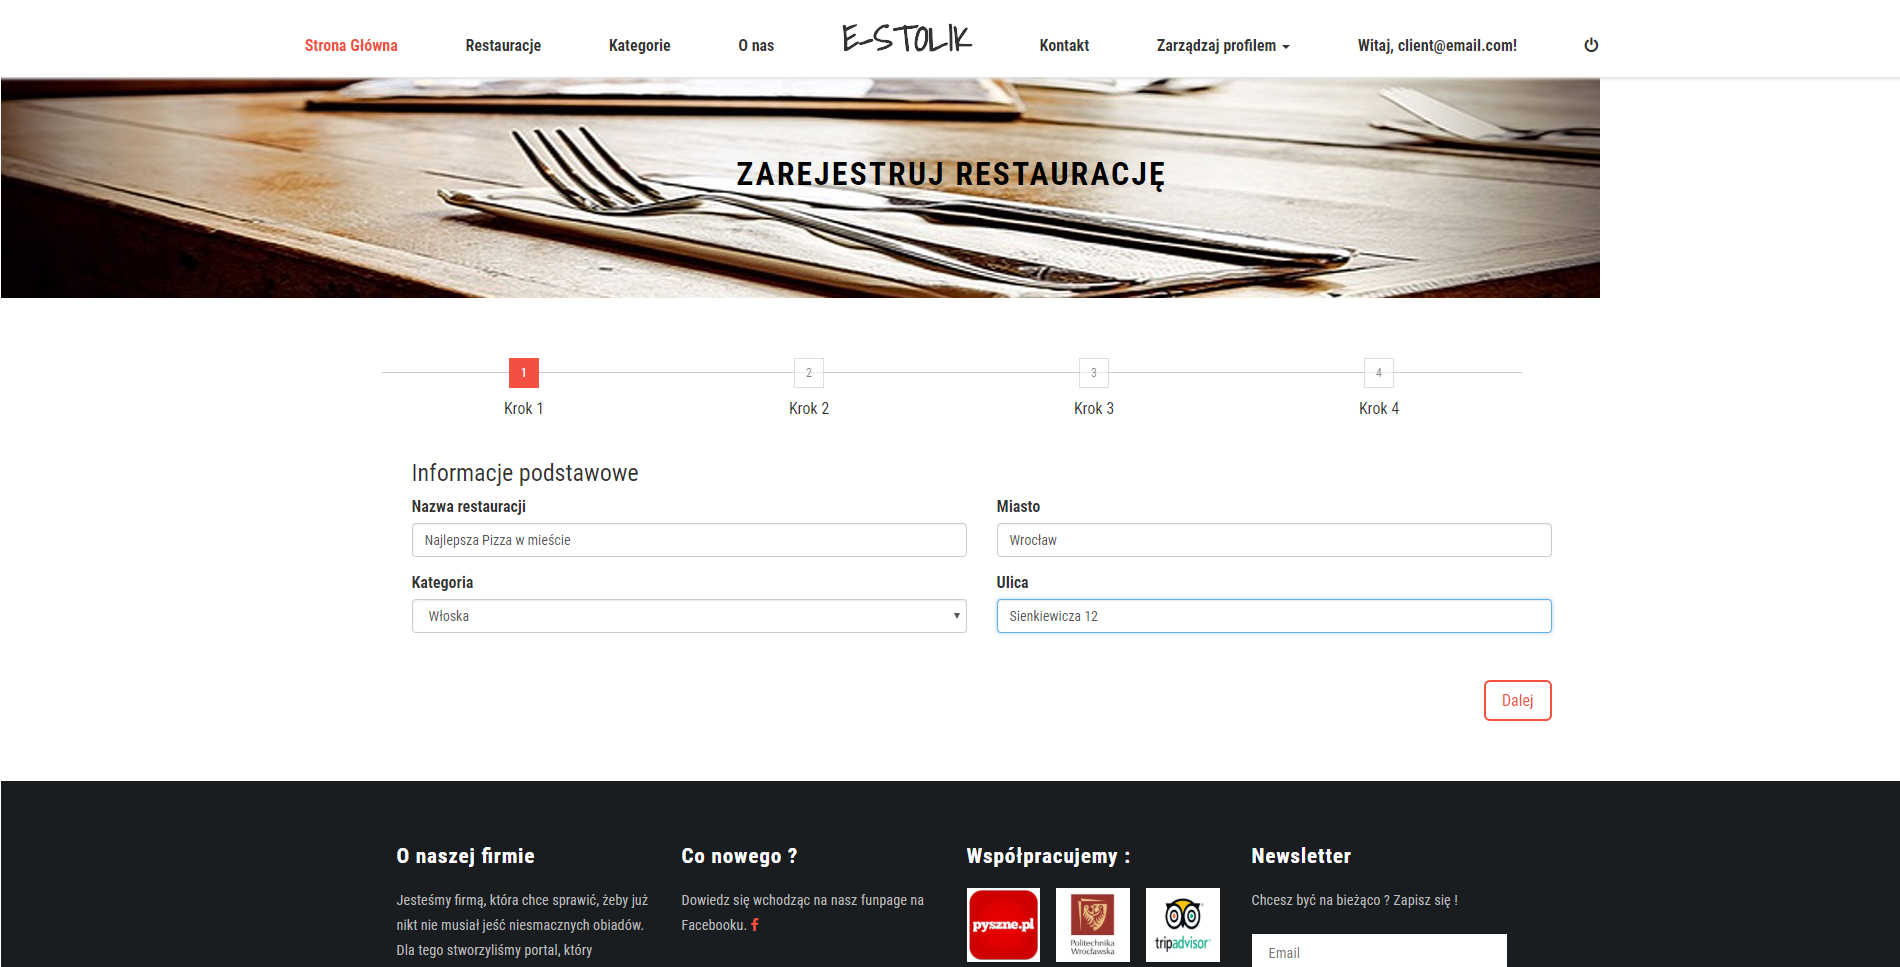 Strona Główna Restauracje Kategorie O nas E-STOLIK Kontakt Zarządzaj profilem Witaj, client@email.com!
ZAREJESTRUJ RESTAURACJĘ
1 2 3 4
Krok 1 Krok 2 Krok 3 Krok 4
Informacje podstawowe
Nazwa restauracji Miasto
Najlepsza Pizza w mieście Wrocław
Kategoria Ulica
Włoska Sienkiewicza 12
Dalej
O naszej firmie
Jesteśmy firmą, która chce sprawić, żeby już
nikt nie musiał jeść niesmacznych obiadów.
Dla tego stworzyliśmy portal, który
Co nowego ?
Dowiedz się wchodząc na nasz funpage na
Facebooku.
Współpracujemy :
pyszne.pl
Politechnika
Wrocławska
tripadvisor
Newsletter
Chcesz być na bieżąco ? Zapisz się !
Email